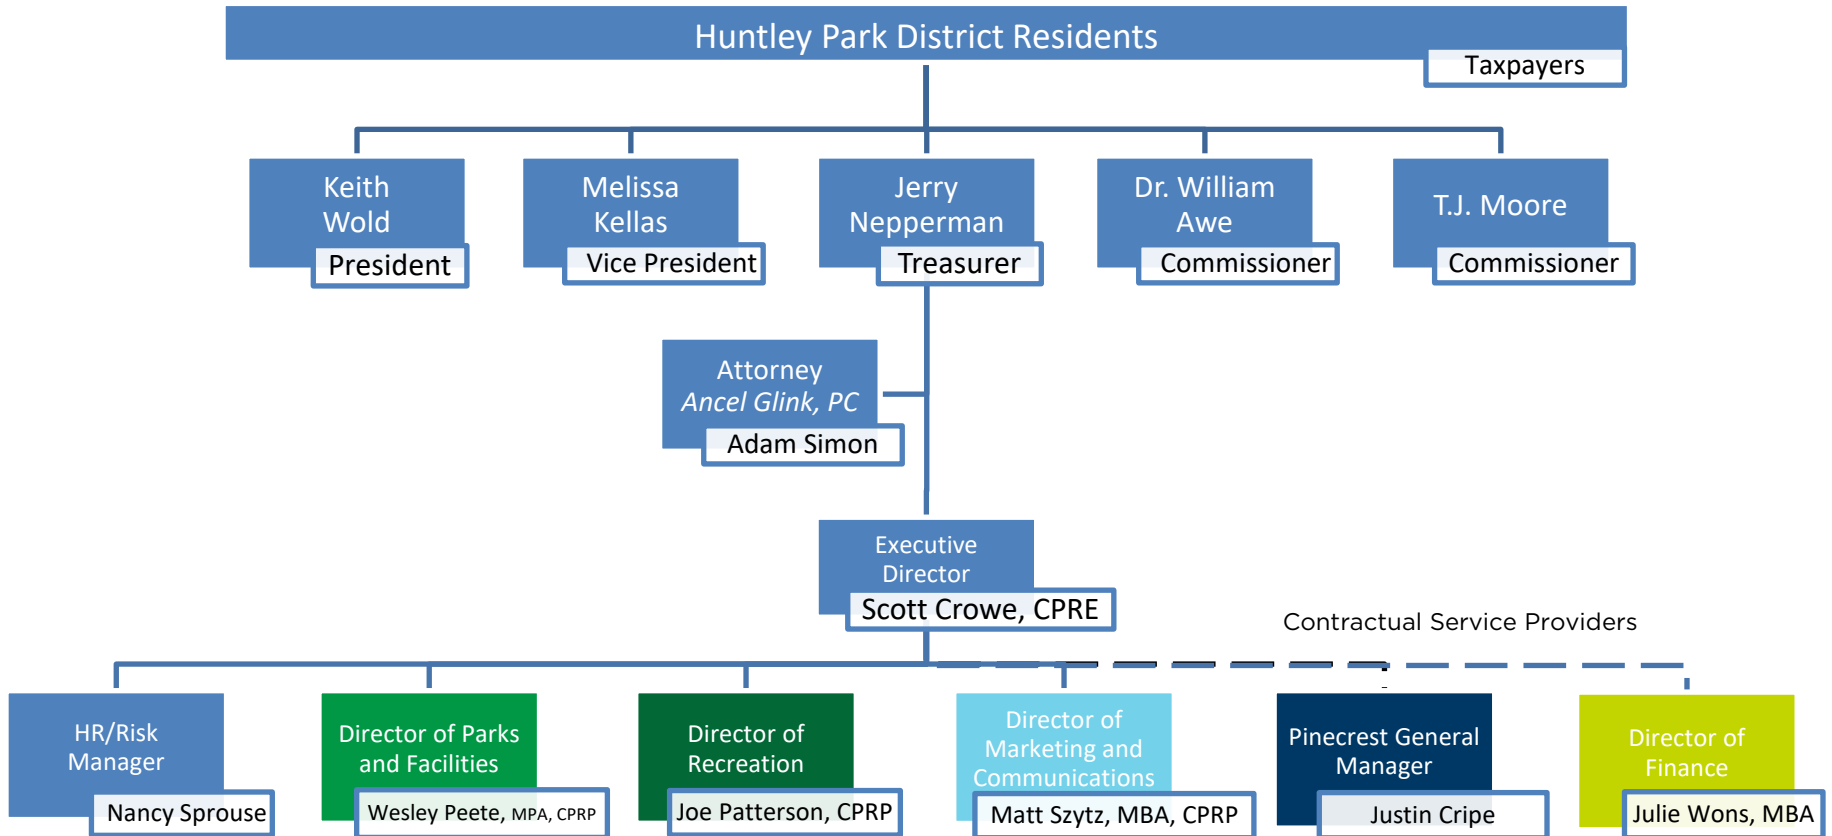 Huntley Park District Residents
Taxpayers
Keith
Wold
President
Melissa
Kellas
Vice President
Jerry
Nepperman
Treasurer
Dr. William
Awe
Commissioner
T.J. Moore
Commissioner
Attorney
Ancel Glink, PC
Adam Simon
Executive
Director
Scott Crowe, CPRE
Contractual Service Providers
HR/Risk
Manager
Nancy Sprouse
Director of Parks
and Facilities
Wesley Peete, MPA, CPRP
Director of
Recreation
Joe Patterson, CPRP
Director of
Marketing and
Communications
Matt Szytz, MBA, CPRP
Pinecrest General
Manager
Justin Cripe
Director of
Finance
Julie Wons, MBA